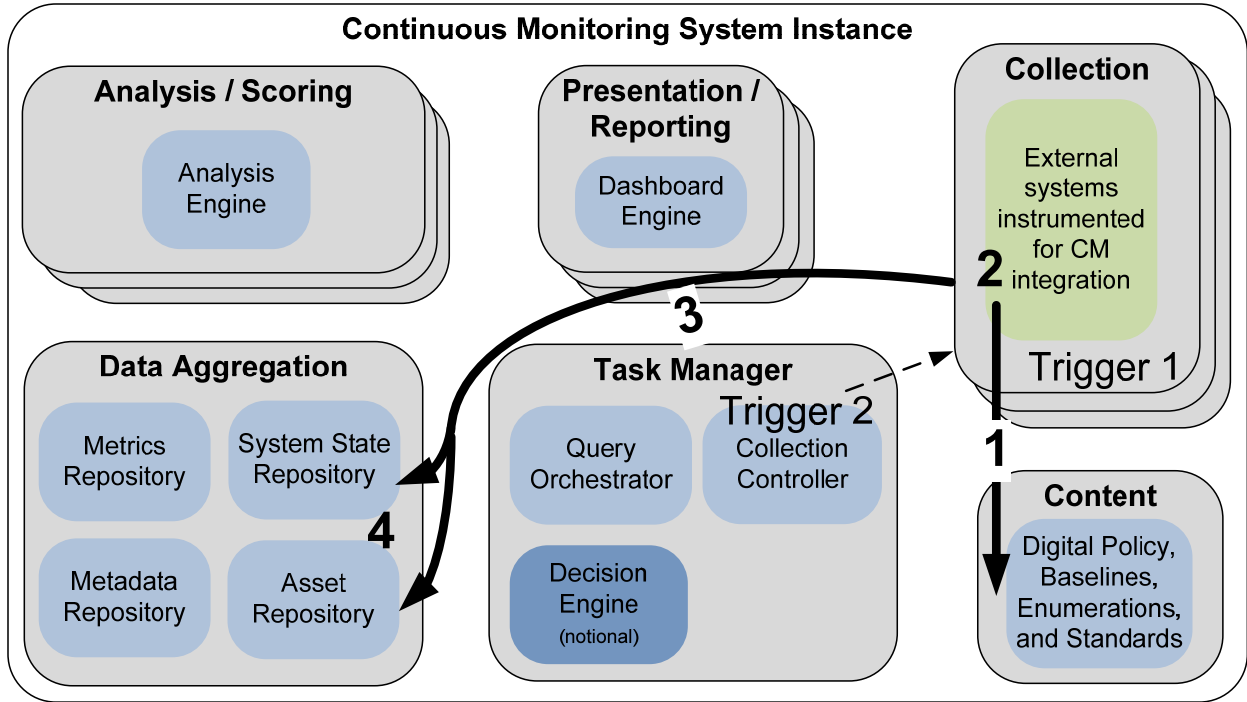 Continuous Monitoring System Instance
Analysis / Scoring
Analysis
Engine
Presentation /
Reporting
Dashboard
Engine
Collection
External
systems
instrumented
for CM
integration
2
Trigger 1
3
1
Data Aggregation
Metrics
Repository
System State
Repository
4
Metadata
Repository
Asset
Repository
Task Manager
Trigger 2
Query
Orchestrator
Collection
Controller
Decision
Engine
(notional)
Content
Digital Policy,
Baselines,
Enumerations,
and Standards